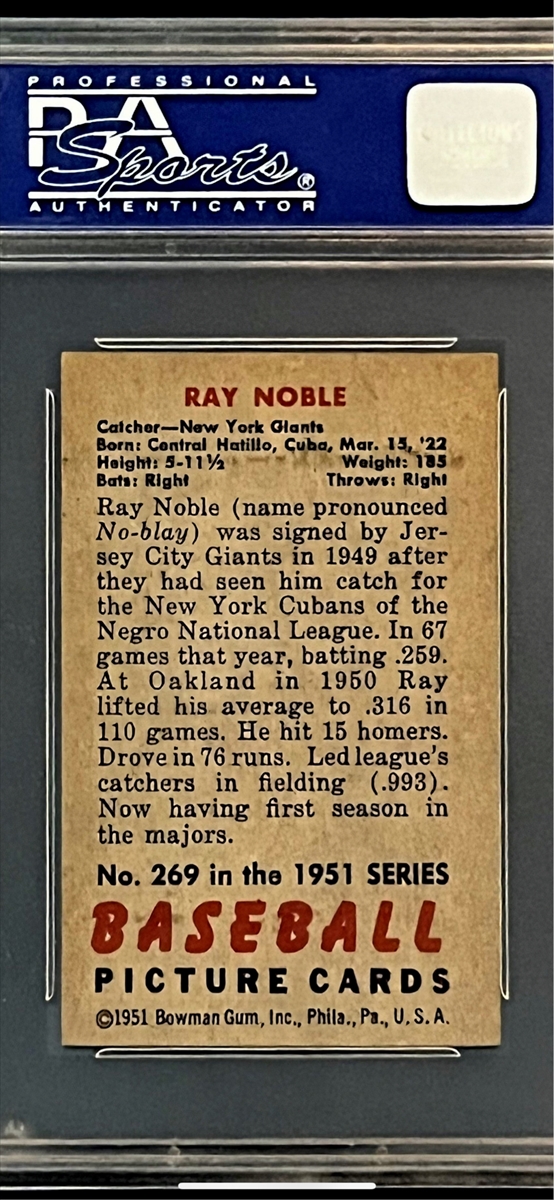 PROFESSIONAL
PSA
Sports®
AUTHENTICATOR
RAY NOBLE
Catcher—New York Giants
Born: Central Hatillo, Cuba, Mar. 15, '22
Height: 5-11½ Weight: 185
Bats: Right Throws: Right
Ray Noble (name pronounced
No-blay) was signed by Jer-
sey City Giants in 1949 after
they had seen him catch for
the New York Cubans of the
Negro National League. In 67
games that year, batting .259.
At Oakland in 1950 Ray
lifted his average to .316 in
110 games. He hit 15 homers.
Drove in 76 runs. Led league's
catchers in fielding (.993).
Now having first season in
the majors.
No. 269 in the 1951 SERIES
BASEBALL
PICTURE CARDS
©1951 Bowman Gum, Inc., Phila., Pa., U. S. A.